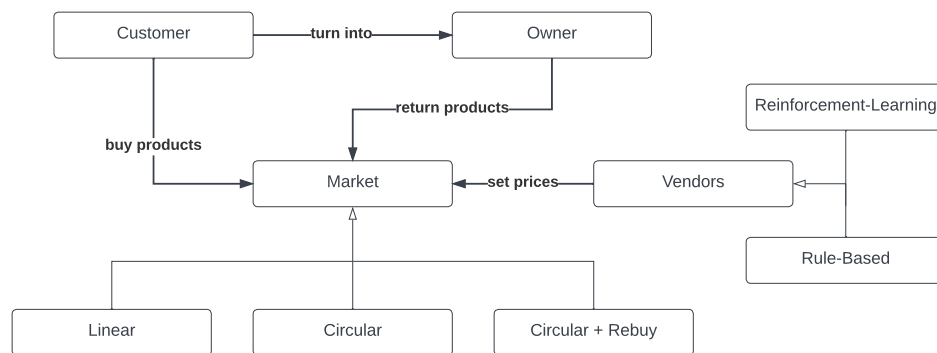 Customer
turn into
Owner
return products
Reinforcement-Learning
buy products
Market
set prices
Vendors
Rule-Based
Linear
Circular
Circular + Rebuy